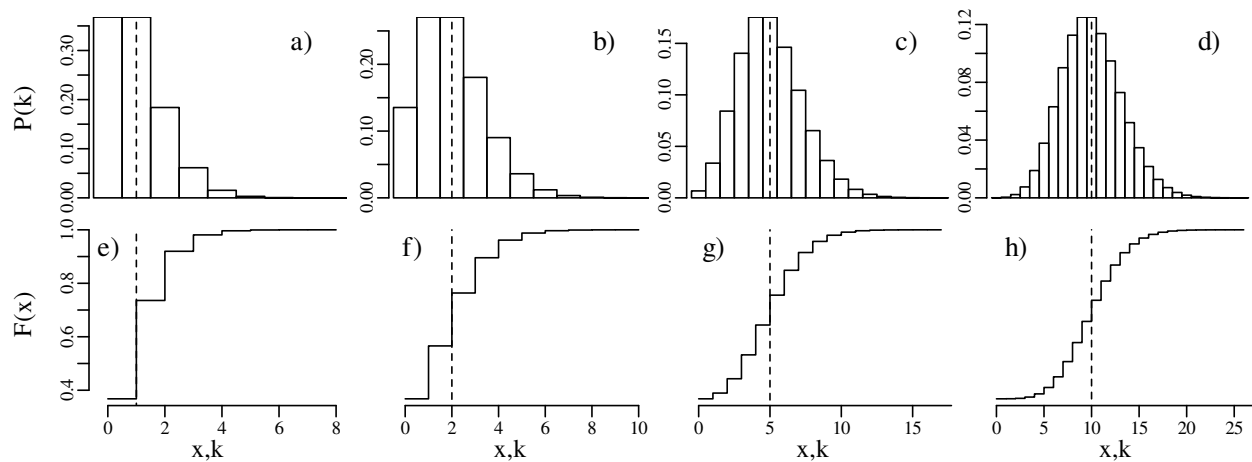 a) b) c) d)
P(k)
0.00 0.10 0.20 0.30
0.00 0.10 0.20
0.00 0.05 0.10 0.15
0.00 0.04 0.08 0.12
e) f) g) h)
F(x)
0.4 0.6 0.8 1.0
0 2 4 6 8
0 2 4 6 8 10
0 5 10 15
0 5 10 15 20 25
x,k x,k x,k x,k